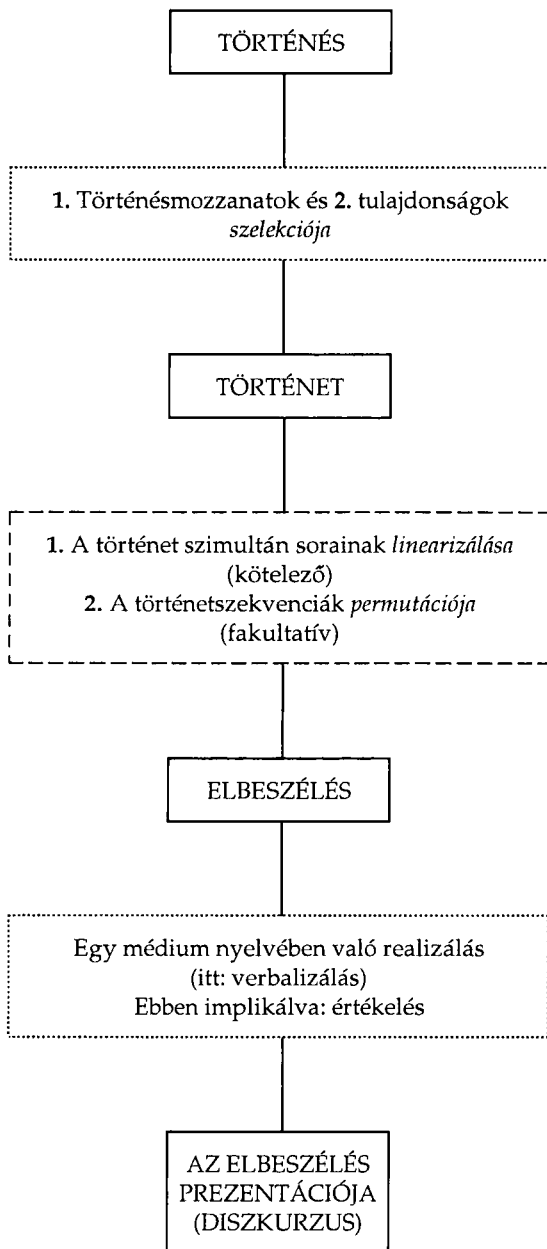 TÖRTÉNÉS
1. Történésmozzanatok és 2. tulajdonságok
szelekciója
TÖRTÉNET
1. A történet szimultán sorainak linearizálása
(kötelező)
2. A történetszekvenciák permutációja
(fakultatív)
ELBESZÉLÉS
Egy médium nyelvében való realizálás
(itt: verbalizálás)
Ebben implikálva: értékelés
AZ ELBESZÉLÉS
PREZENTÁCIÓJA
(DISZKURZUS)